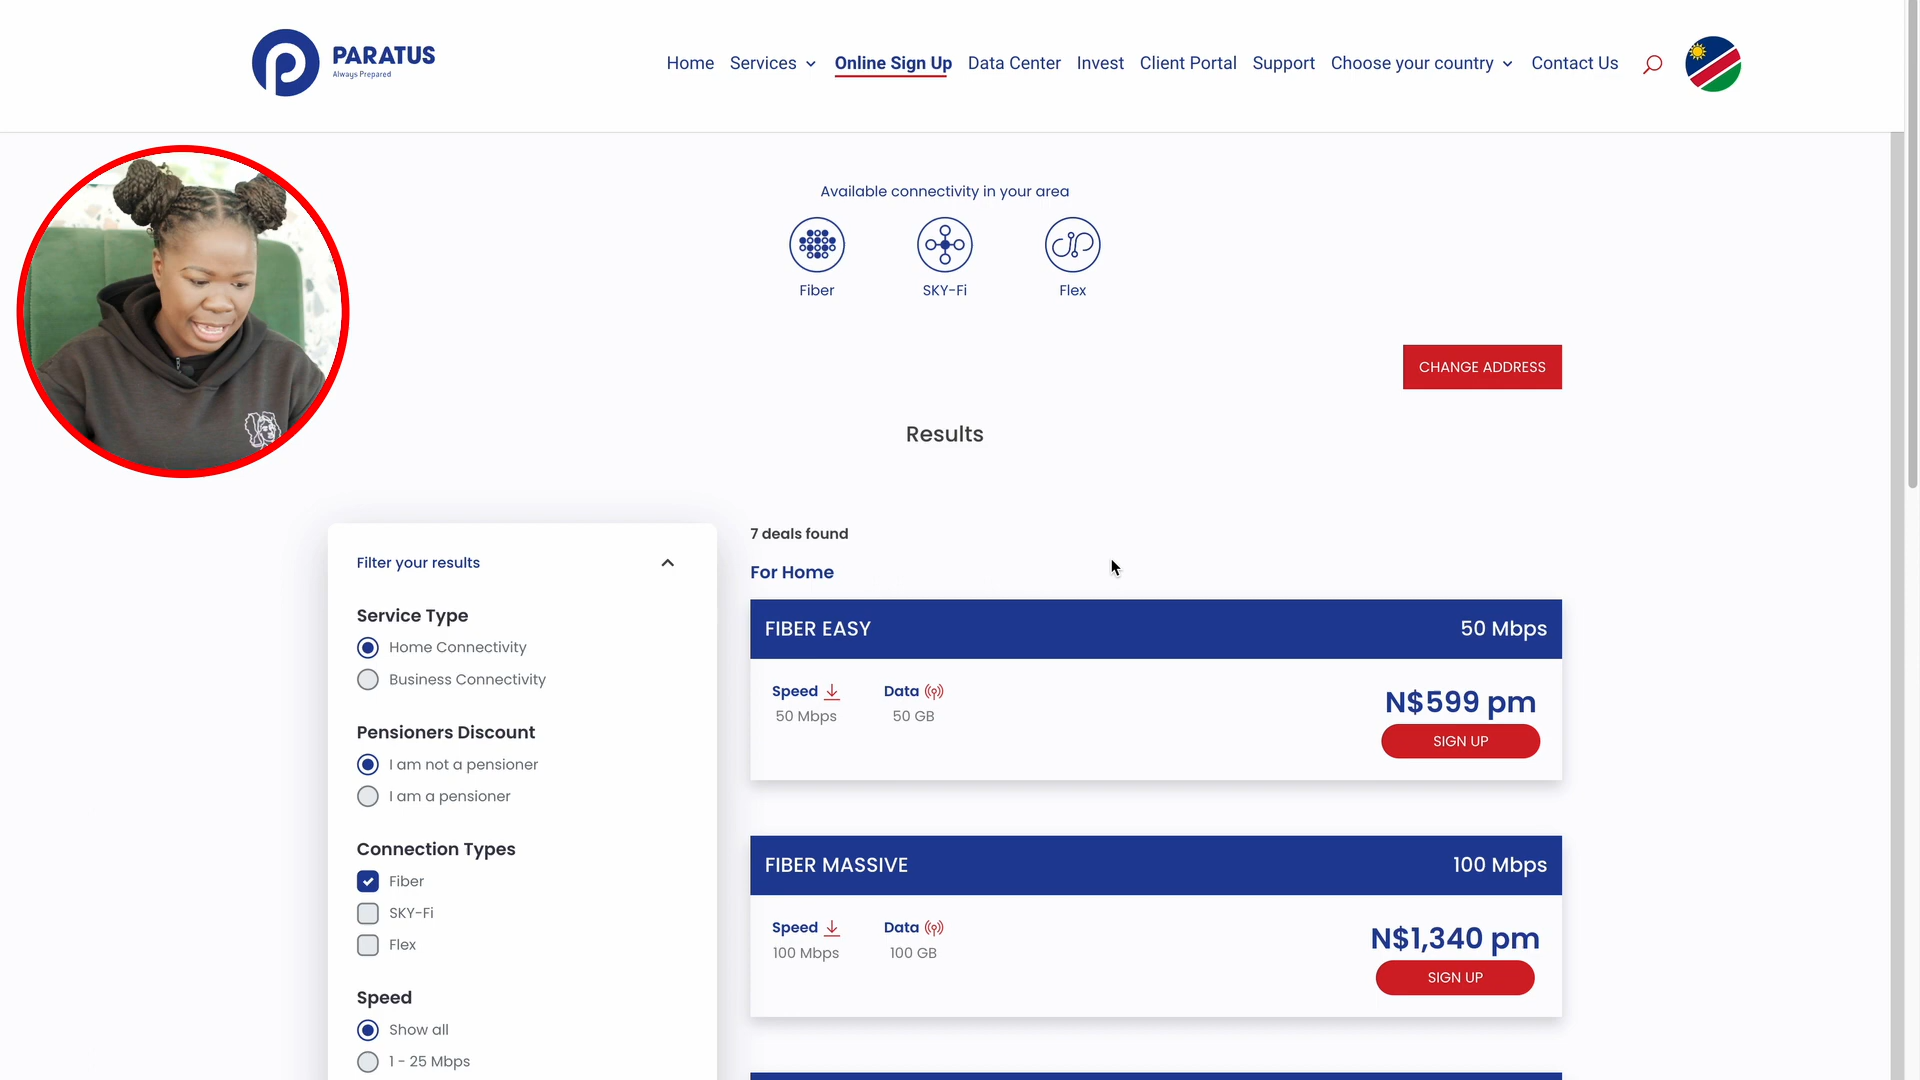 PARATUS
Always Prepared
Home Services Online Sign Up Data Center Invest Client Portal Support Choose your country Contact Us
Available connectivity in your area
Fiber SKY-Fi Flex
CHANGE ADDRESS
Results
Filter your results
Service Type
Home Connectivity
Business Connectivity
Pensioners Discount
I am not a pensioner
I am a pensioner
Connection Types
Fiber
SKY-Fi
Flex
Speed
Show all
1 - 25 Mbps
7 deals found
For Home
FIBER EASY 50 Mbps
Speed Data
50 Mbps 50 GB
N$599 pm
SIGN UP
FIBER MASSIVE 100 Mbps
Speed Data
100 Mbps 100 GB
N$1,340 pm
SIGN UP